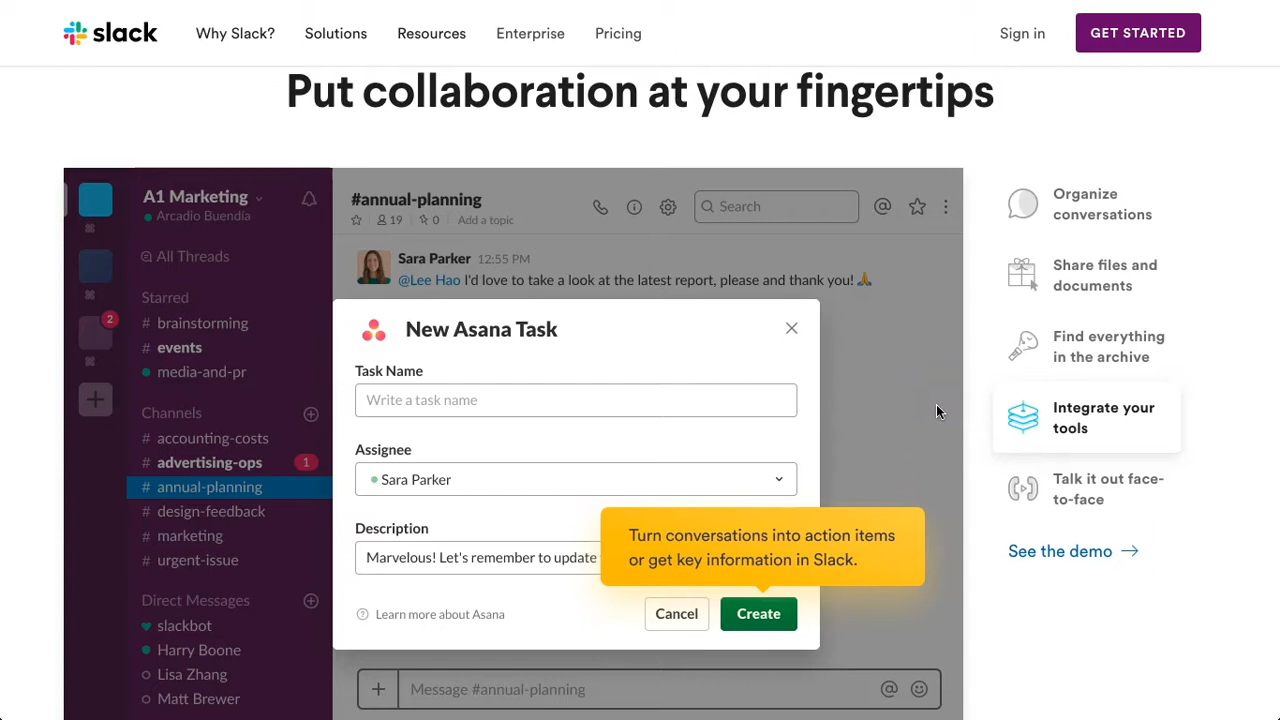 slack
Why Slack?
Solutions
Resources
Enterprise
Pricing
Sign in
GET STARTED
Put collaboration at your fingertips
A1 Marketing
Arcadio Buendia
All Threads
Starred
# brainstorming
# events
media-and-pr
Channels
# accounting-costs
# advertising-ops 1
# annual-planning
# design-feedback
# marketing
# urgent-issue
Direct Messages
slackbot
Harry Boone
Lisa Zhang
Matt Brewer
2
#annual-planning
19
0
Add a topic
Search
Sara Parker 12:55 PM
@Lee Hao I'd love to take a look at the latest report, please and thank you! 🙏
New Asana Task
Task Name
Write a task name
Assignee
Sara Parker
Description
Marvelous! Let's remember to update
Turn conversations into action items
or get key information in Slack.
Learn more about Asana
Cancel
Create
Message #annual-planning
Organize
conversations
Share files and
documents
Find everything
in the archive
Integrate your
tools
Talk it out face-
to-face
See the demo →